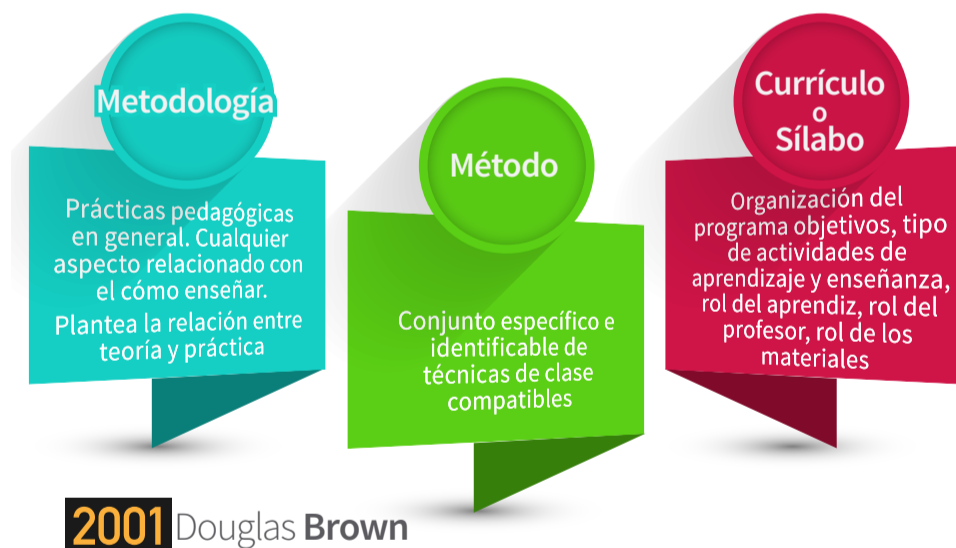 Metodología
Prácticas pedagógicas
en general. Cualquier
aspecto relacionado con
el cómo enseñar.
Plantea la relación entre
teoría y práctica
Método
Conjunto específico e
identificable de
técnicas de clase
compatibles
Currículo
o
Sílabo
Organización del
programa objetivos, tipo
de actividades de
aprendizaje y enseñanza,
rol del aprendiz, rol del
profesor, rol de los
materiales
2001 Douglas Brown